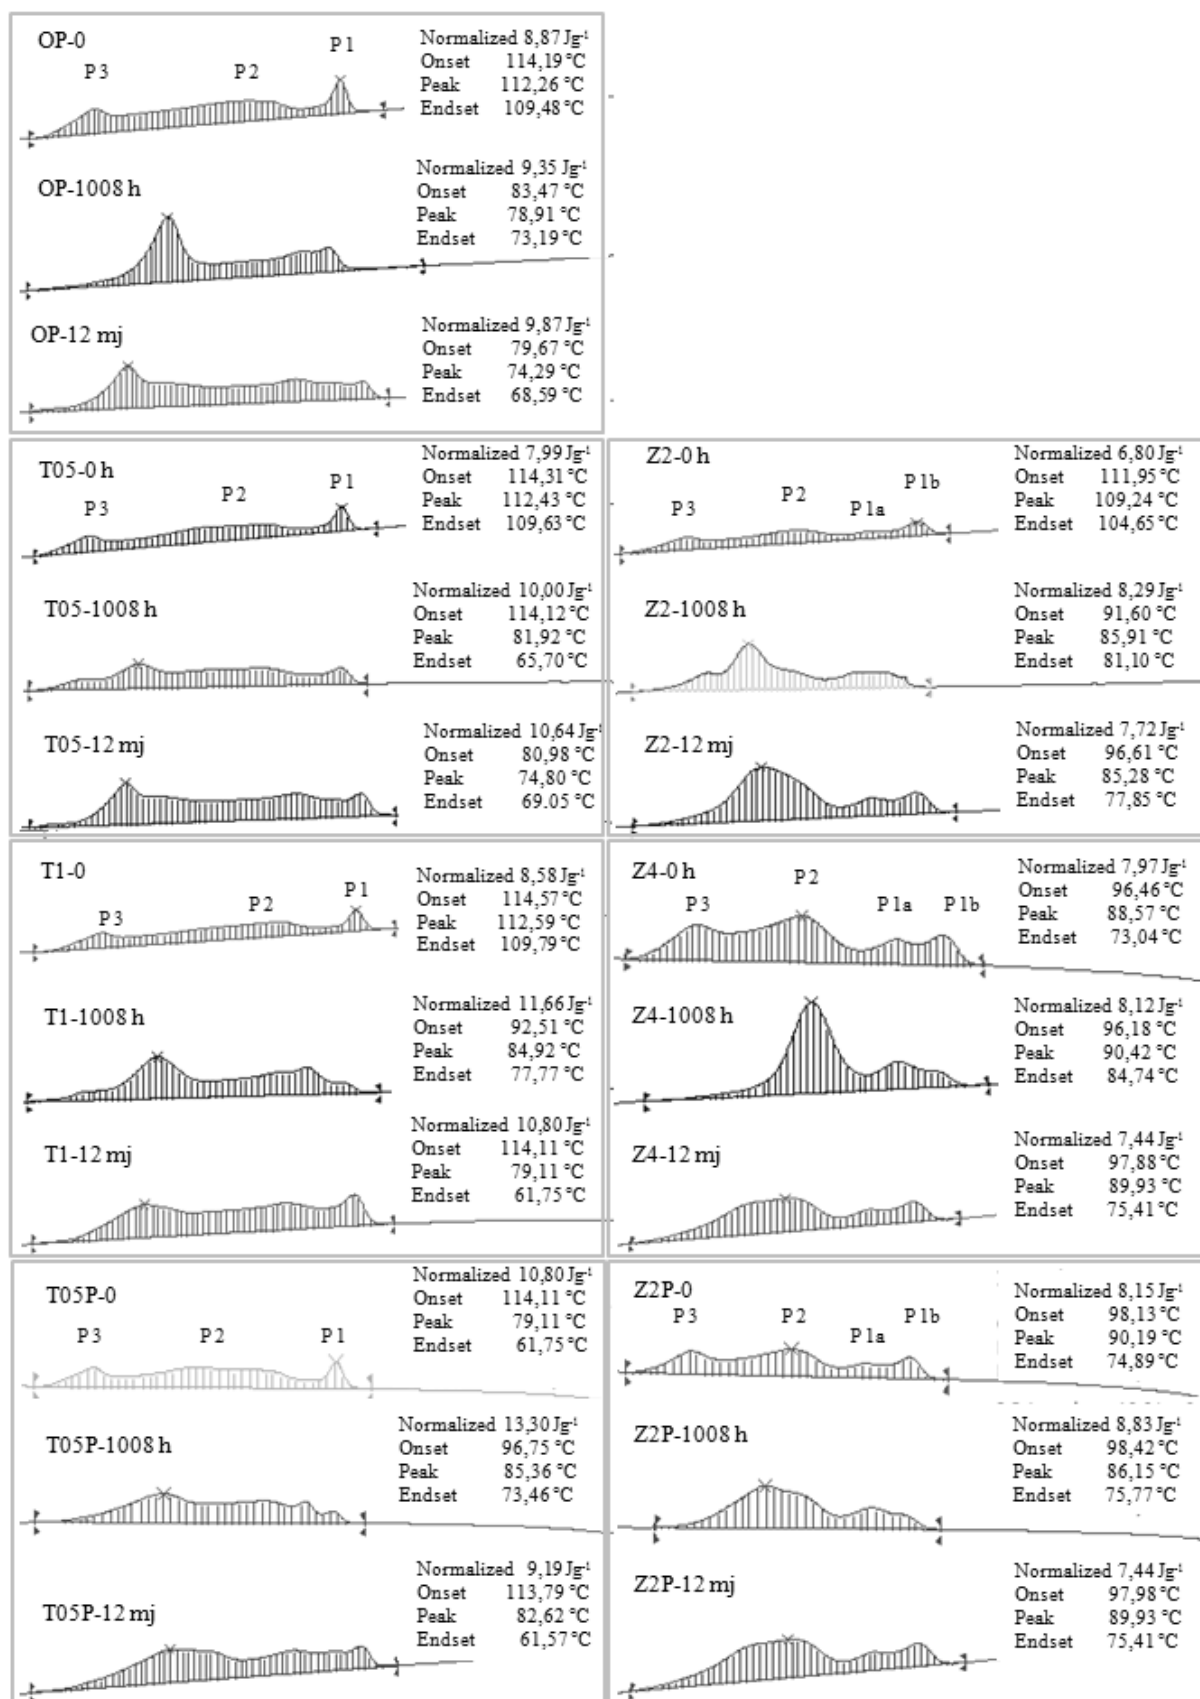 OP-0
P3
P2
P1
Normalized 8,87 Jg-1
Onset 114,19 °C
Peak 112,26 °C
Endset 109,48 °C
OP-1008 h
Normalized 9,35 Jg-1
Onset 83,47 °C
Peak 78,91 °C
Endset 73,19 °C
OP-12 mj
Normalized 9,87 Jg-1
Onset 79,67 °C
Peak 74,29 °C
Endset 68,59 °C
T05-0 h
P3
P2
P1
Normalized 7,99 Jg-1
Onset 114,31 °C
Peak 112,43 °C
Endset 109,63 °C
T05-1008 h
Normalized 10,00 Jg-1
Onset 114,12 °C
Peak 81,92 °C
Endset 65,70 °C
T05-12 mj
Normalized 10,64 Jg-1
Onset 80,98 °C
Peak 74,80 °C
Endset 69.05 °C
Z2-0 h
P3
P2
P1a
P1b
Normalized 6,80 Jg-1
Onset 111,95 °C
Peak 109,24 °C
Endset 104,65 °C
Z2-1008 h
Normalized 8,29 Jg-1
Onset 91,60 °C
Peak 85,91 °C
Endset 81,10 °C
Z2-12 mj
Normalized 7,72 Jg-1
Onset 96,61 °C
Peak 85,28 °C
Endset 77,85 °C
T1-0
P3
P2
P1
Normalized 8,58 Jg-1
Onset 114,57 °C
Peak 112,59 °C
Endset 109,79 °C
T1-1008 h
Normalized 11,66 Jg-1
Onset 92,51 °C
Peak 84,92 °C
Endset 77,77 °C
T1-12 mj
Normalized 10,80 Jg-1
Onset 114,11 °C
Peak 79,11 °C
Endset 61,75 °C
Z4-0 h
P3
P2
P1a
P1b
Normalized 7,97 Jg-1
Onset 96,46 °C
Peak 88,57 °C
Endset 73,04 °C
Z4-1008 h
Normalized 8,12 Jg-1
Onset 96,18 °C
Peak 90,42 °C
Endset 84,74 °C
Z4-12 mj
Normalized 7,44 Jg-1
Onset 97,88 °C
Peak 89,93 °C
Endset 75,41 °C
T05P-0
P3
P2
P1
Normalized 10,80 Jg-1
Onset 114,11 °C
Peak 79,11 °C
Endset 61,75 °C
T05P-1008 h
Normalized 13,30 Jg-1
Onset 96,75 °C
Peak 85,36 °C
Endset 73,46 °C
T05P-12 mj
Normalized 9,19 Jg-1
Onset 113,79 °C
Peak 82,62 °C
Endset 61,57 °C
Z2P-0
P3
P2
P1a
P1b
Normalized 8,15 Jg-1
Onset 98,13 °C
Peak 90,19 °C
Endset 74,89 °C
Z2P-1008 h
Normalized 8,83 Jg-1
Onset 98,42 °C
Peak 86,15 °C
Endset 75,77 °C
Z2P-12 mj
Normalized 7,44 Jg-1
Onset 97,98 °C
Peak 89,93 °C
Endset 75,41 °C